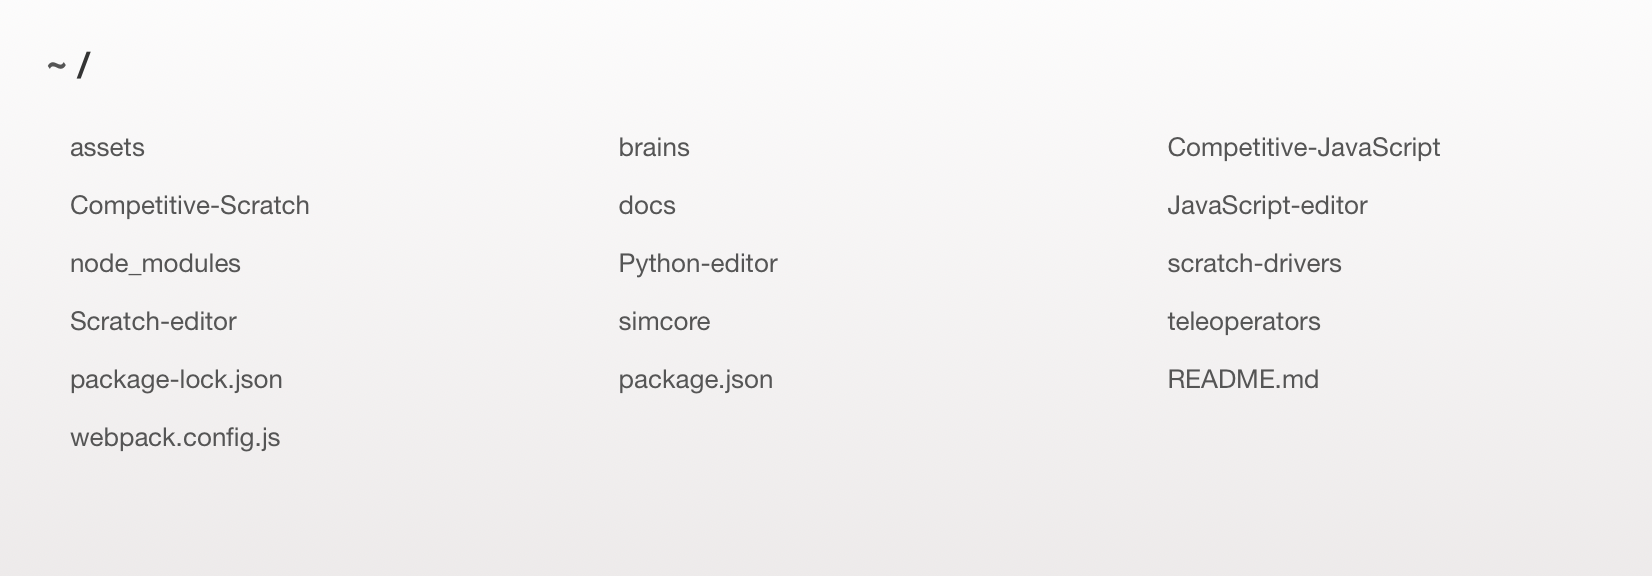 ~ /
assets brains Competitive-JavaScript
Competitive-Scratch docs JavaScript-editor
node_modules Python-editor scratch-drivers
Scratch-editor simcore teleoperators
package-lock.json package.json README.md
webpack.config.js